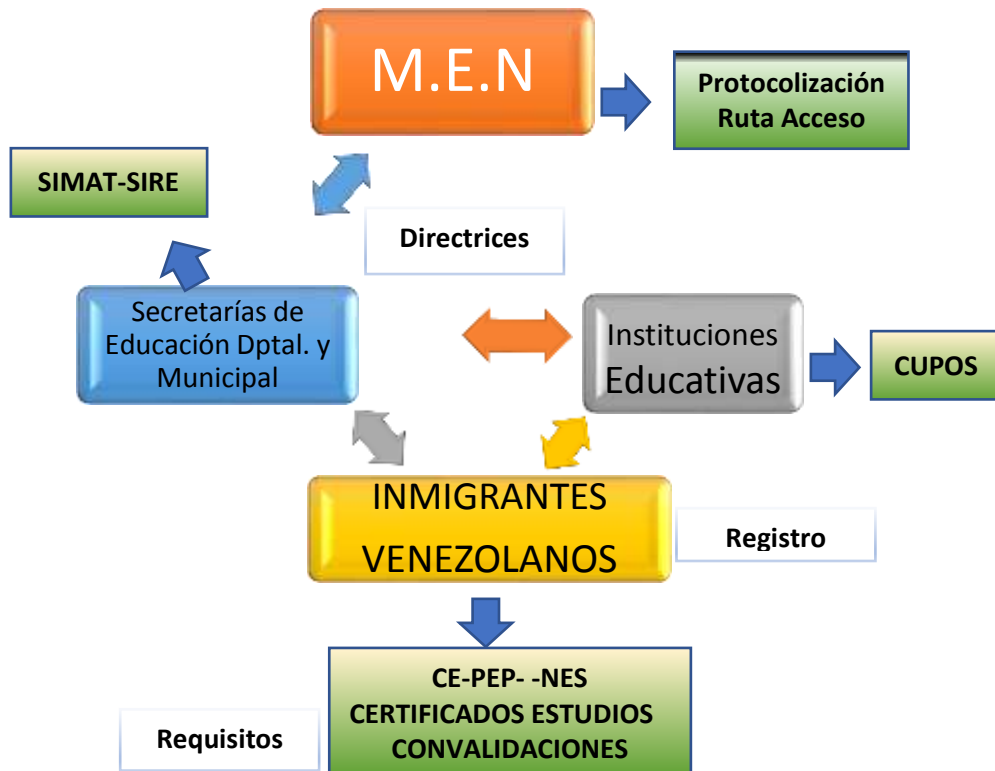 M.E.N
Protocolización
Ruta Acceso
SIMAT-SIRE
Directrices
Secretarías de
Educación Dptal. y
Municipal
Instituciones
Educativas
CUPOS
INMIGRANTES
VENEZOLANOS
Registro
CE-PEP- -NES
CERTIFICADOS ESTUDIOS
CONVALIDACIONES
Requisitos